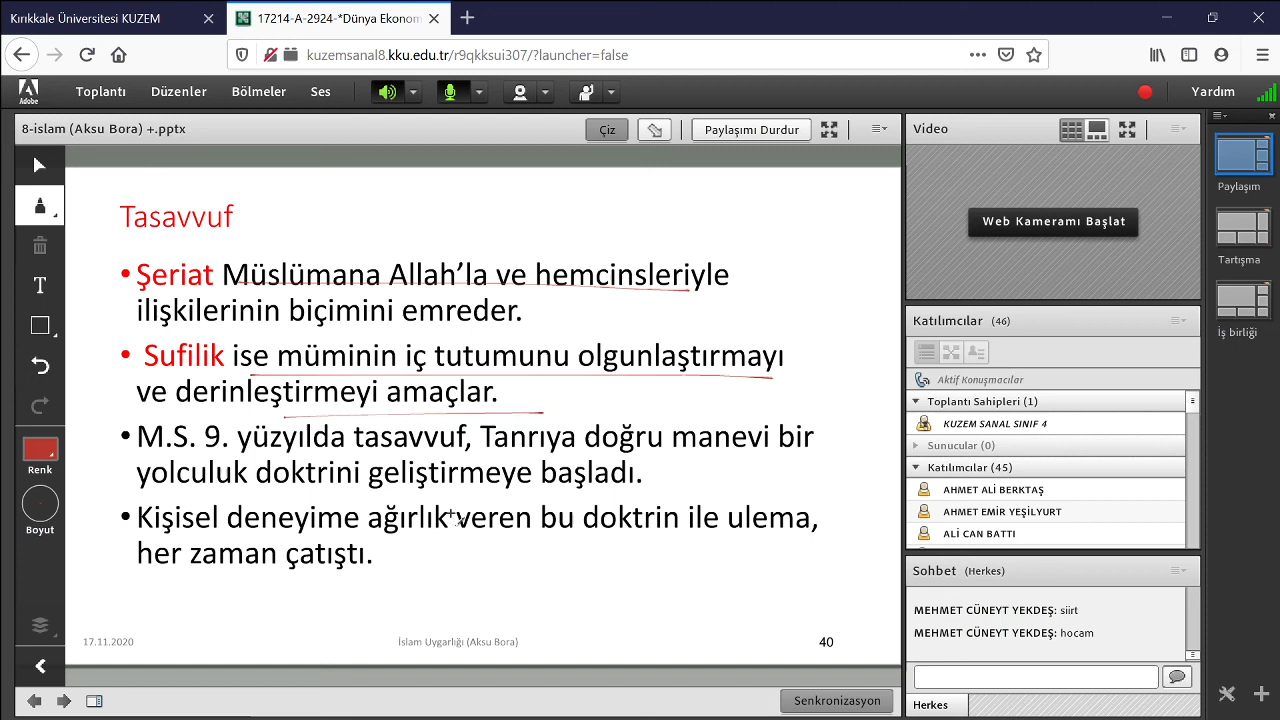 Kırıkkale Üniversitesi KUZEM
17214-A-2924-*Dünya Ekonom
kuzemsanal8.kku.edu.tr/r9qkksui307/?launcher=false
Adobe
Toplantı
Düzenler
Bölmeler
Ses
Yardım
8-islam (Aksu Bora) +.pptx
Çiz
Paylaşımı Durdur
Tasavvuf
•Şeriat Müslümana Allah’la ve hemcinsleriyle
ilişkilerinin biçimini emreder.
• Sufilik ise müminin iç tutumunu olgunlaştırmayı
ve derinleştirmeyi amaçlar.
•M.S. 9. yüzyılda tasavvuf, Tanrıya doğru manevi bir
yolculuk doktrini geliştirmeye başladı.
•Kişisel deneyime ağırlık veren bu doktrin ile ulema,
her zaman çatıştı.
17.11.2020
İslam Uygarlığı (Aksu Bora)
40
T
Renk
Boyut
Senkronizasyon
Video
Web Kameramı Başlat
Katılımcılar (46)
Aktif Konuşmacılar
Toplantı Sahipleri (1)
KUZEM SANAL SINIF 4
Sunucular (0)
Katılımcılar (45)
AHMET ALİ BERKTAŞ
AHMET EMİR YEŞİLYURT
ALİ CAN BATTI
Sohbet (Herkes)
MEHMET CÜNEYT YEKDEŞ: siirt
MEHMET CÜNEYT YEKDEŞ: hocam
Herkes
Paylaşım
Tartışma
İş birliği